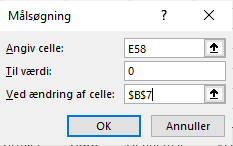 Målsøgning
Angiv celle: E58
Til værdi: 0
Ved ændring af celle: $B$7
OK Annuller